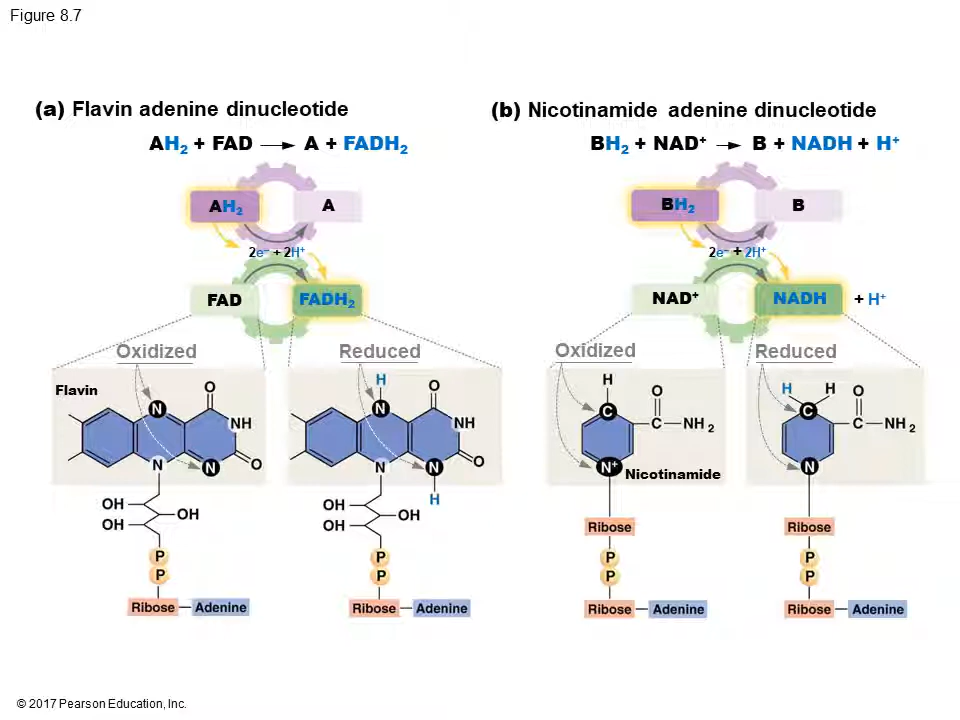 Figure 8.7
(a) Flavin adenine dinucleotide
AH₂ + FAD → A + FADH₂
AH₂
A
2e⁻ + 2H⁺
FAD
FADH₂
Oxidized
Reduced
Flavin
N
O
NH
O
N
N
OH
OH
OH
P
P
Ribose
Adenine
H
N
O
NH
O
N
N
H
OH
OH
OH
P
P
Ribose
Adenine
(b) Nicotinamide adenine dinucleotide
BH₂ + NAD⁺ → B + NADH + H⁺
BH₂
B
2e⁻ + 2H⁺
NAD⁺
NADH
+ H⁺
Oxidized
Reduced
H
C
O
C
NH₂
N⁺
Nicotinamide
Ribose
P
P
Ribose
Adenine
H
H
C
O
C
NH₂
N
Ribose
P
P
Ribose
Adenine
© 2017 Pearson Education, Inc.